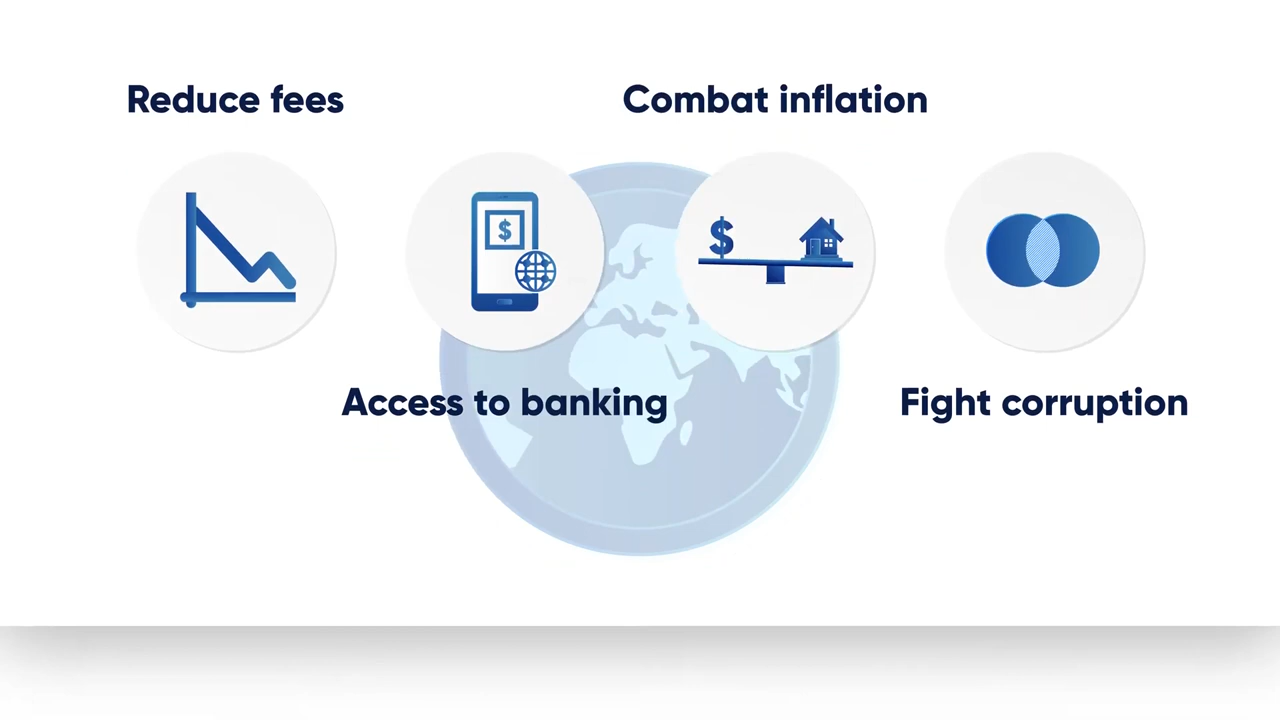 Reduce fees
Combat inflation
$
$
Access to banking
Fight corruption